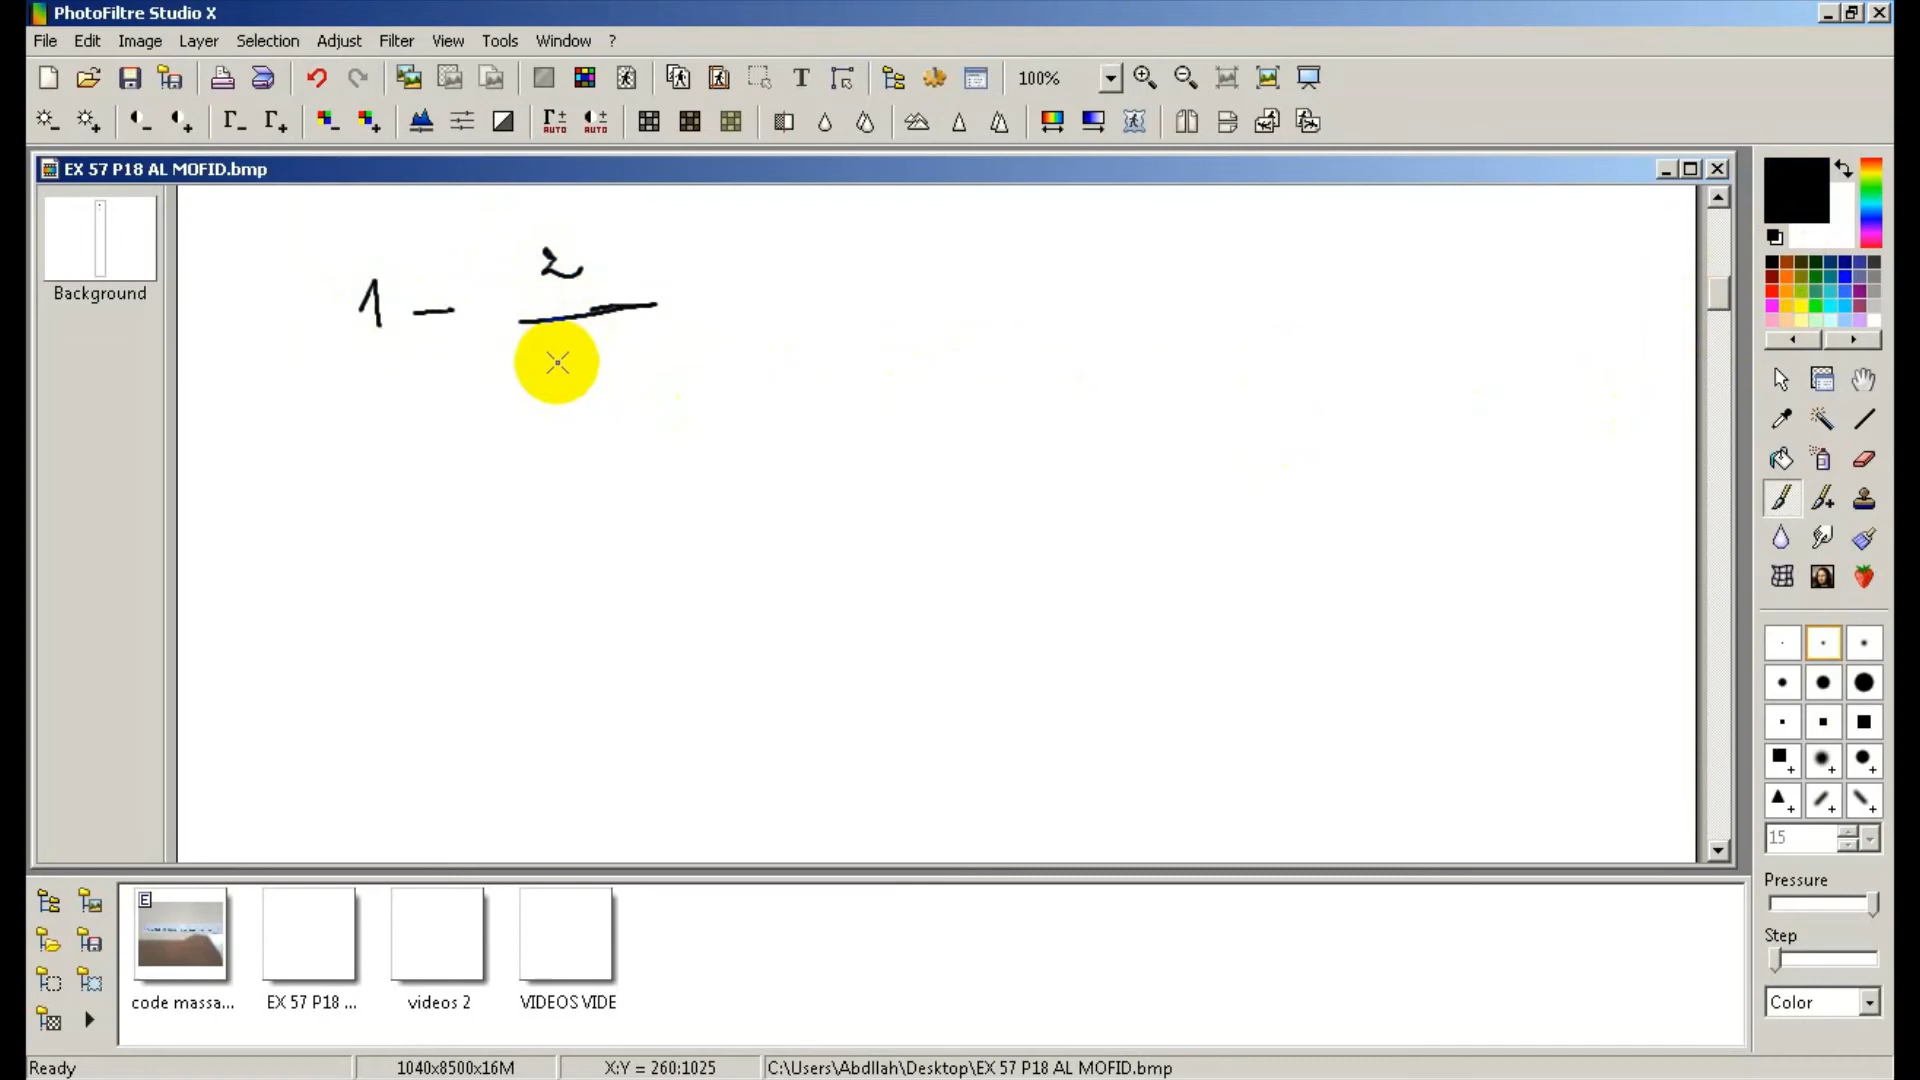 PhotoFiltre Studio X
File Edit Image Layer Selection Adjust Filter View Tools Window ?
100%
EX 57 P18 AL MOFID.bmp
Background
1 - 2
15
Pressure
Step
Color
code massa... EX 57 P18 ... videos 2 VIDEOS VIDE
Ready 1040x8500x16M X:Y = 260:1025 C:\Users\Abdllah\Desktop\EX 57 P18 AL MOFID.bmp